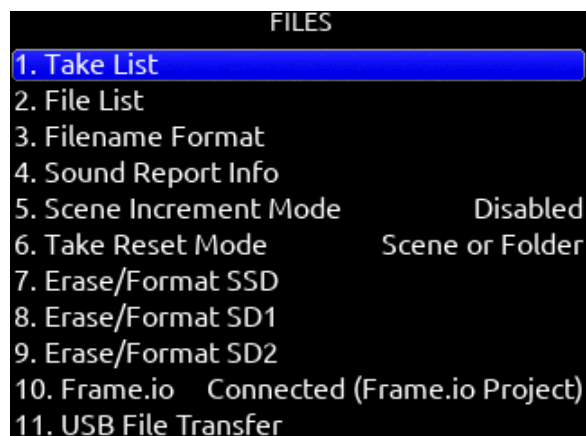 FILES
1. Take List
2. File List
3. Filename Format
4. Sound Report Info
5. Scene Increment Mode Disabled
6. Take Reset Mode Scene or Folder
7. Erase/Format SSD
8. Erase/Format SD1
9. Erase/Format SD2
10. Frame.io Connected (Frame.io Project)
11. USB File Transfer